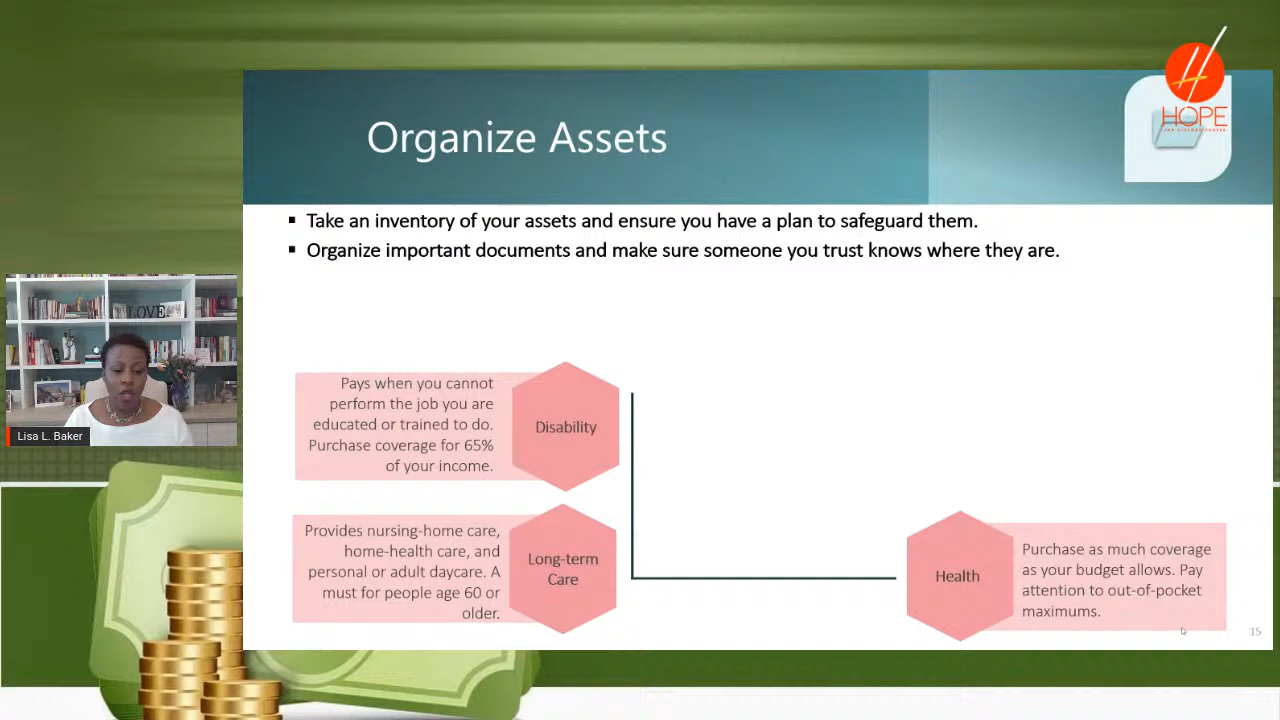 HOPE
Organize Assets
▪ Take an inventory of your assets and ensure you have a plan to safeguard them.
▪ Organize important documents and make sure someone you trust knows where they are.
LOVE
Lisa L. Baker
Pays when you cannot
perform the job you are
educated or trained to do.
Purchase coverage for 65%
of your income.
Disability
Provides nursing-home care,
home-health care, and
personal or adult daycare. A
must for people age 60 or
older.
Long-term
Care
Health
Purchase as much coverage
as your budget allows. Pay
attention to out-of-pocket
maximums.
15